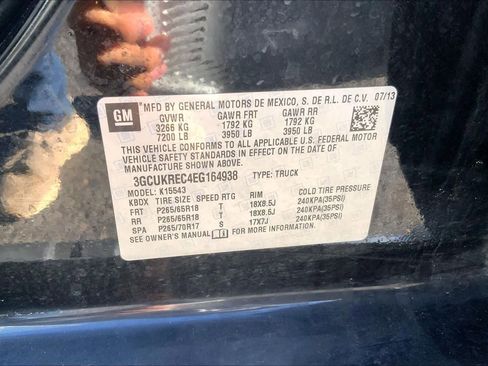 GM
MFD BY GENERAL MOTORS DE MEXICO, S. DE R.L. DE C.V. 07/13
GVWR GAWR FRT GAWR RR
3266 KG 1792 KG 1792 KG
7200 LB 3950 LB 3950 LB
THIS VEHICLE CONFORMS TO ALL APPLICABLE U.S. FEDERAL MOTOR
VEHICLE SAFETY, BUMPER, AND THEFT PREVENTION STANDARDS
IN EFFECT ON THE DATE OF MANUFACTURE SHOWN ABOVE.
3GCUKREC4EG164938 TYPE: TRUCK
MODEL: K15543
KBDX TIRE SIZE SPEED RTG RIM COLD TIRE PRESSURE
FRT P265/65R18 T 18X8.5J 240KPA(35PSI)
RR P265/65R18 T 18X8.5J 240KPA(35PSI)
SPA P265/70R17 S 17X7J 240KPA(35PSI)
SEE OWNER'S MANUAL FOR MORE INFORMATION.